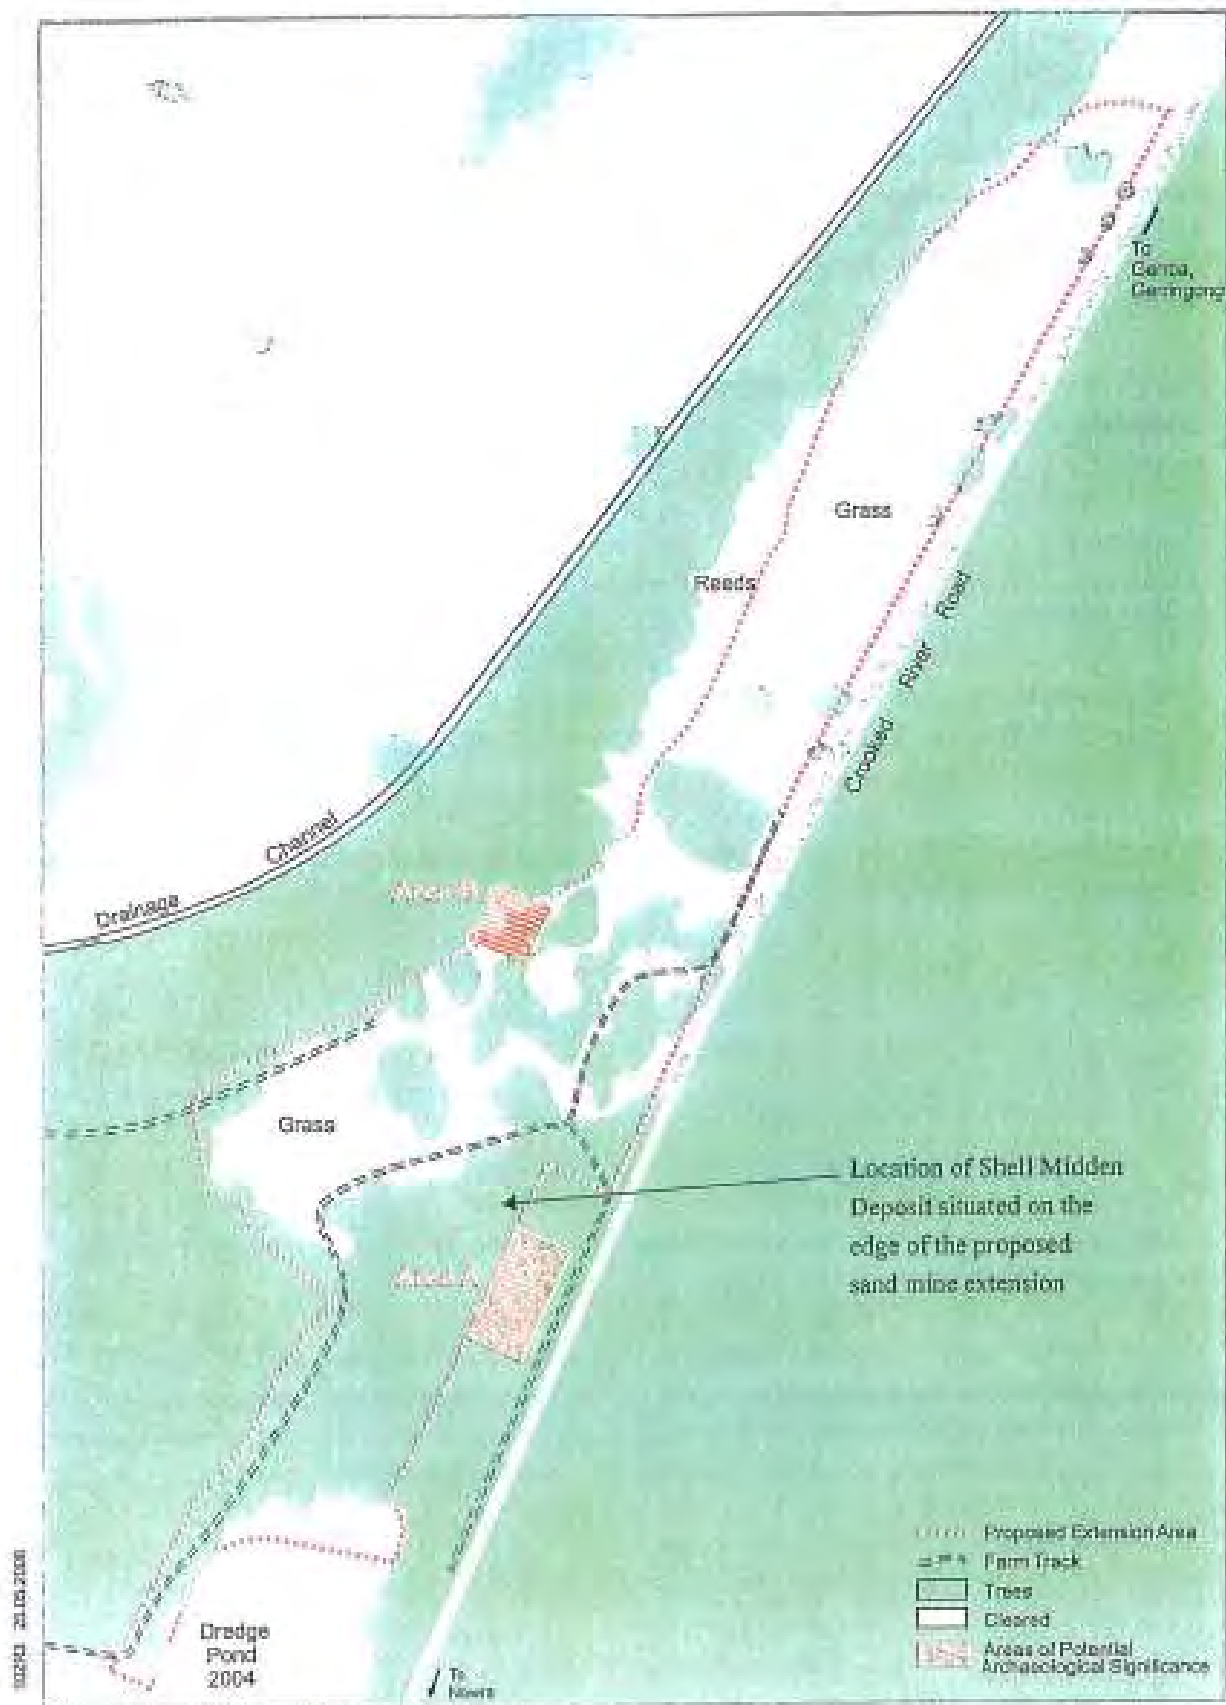 To
Gerroa,
Gerringong
Grass
Reeds
Crooked River Road
Drainage Channel
Area B
Grass
Location of Shell Midden
Deposit situated on the
edge of the proposed
sand mine extension
Area A
Proposed Extension Area
Farm Track
Trees
Cleared
Areas of Potential
Archaeological Significance
Dredge
Pond
2004
To
Nowra